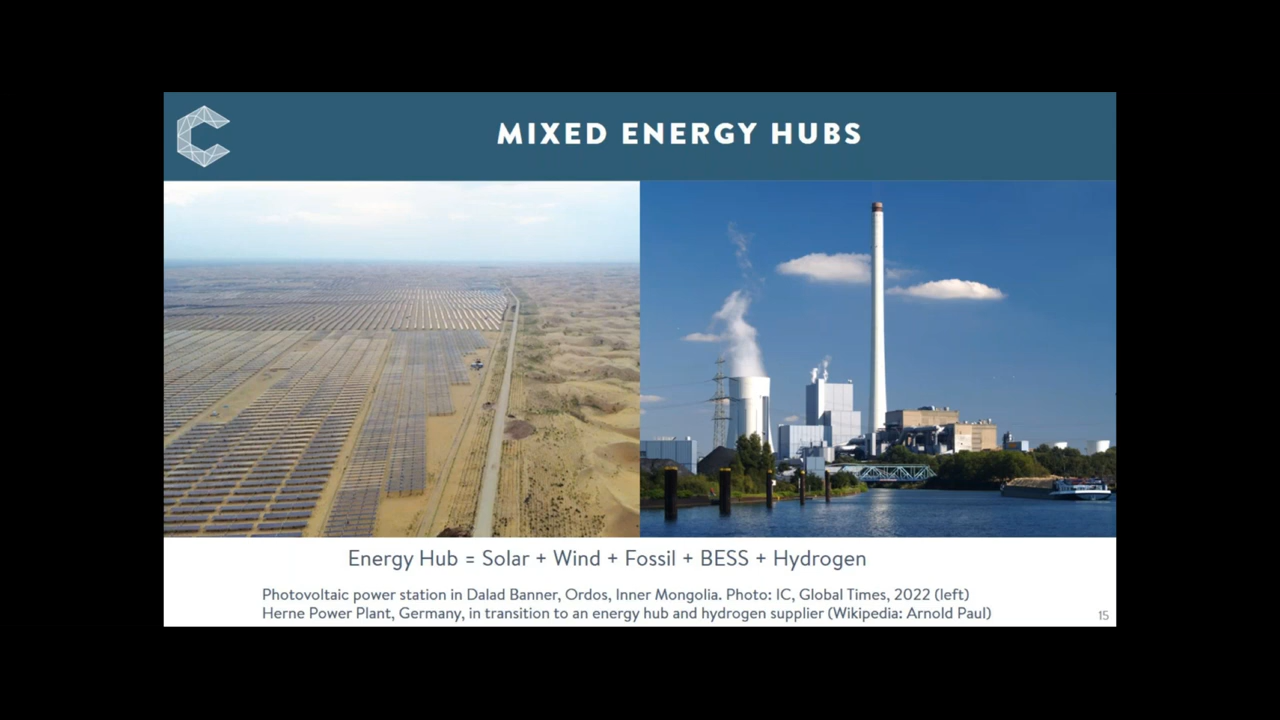 MIXED ENERGY HUBS
Energy Hub = Solar + Wind + Fossil + BESS + Hydrogen
Photovoltaic power station in Dalad Banner, Ordos, Inner Mongolia. Photo: IC, Global Times, 2022 (left)
Herne Power Plant, Germany, in transition to an energy hub and hydrogen supplier (Wikipedia: Arnold Paul)
15